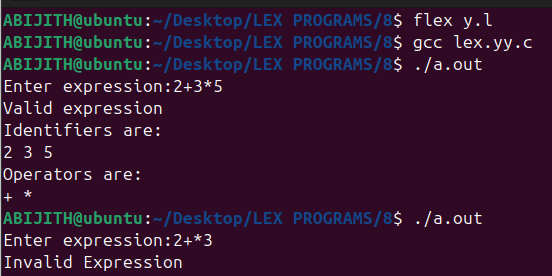 ABIJITH@ubuntu:~/Desktop/LEX PROGRAMS/8$ flex y.l
ABIJITH@ubuntu:~/Desktop/LEX PROGRAMS/8$ gcc lex.yy.c
ABIJITH@ubuntu:~/Desktop/LEX PROGRAMS/8$ ./a.out
Enter expression:2+3*5
Valid expression
Identifiers are:
2 3 5
Operators are:
+ *
ABIJITH@ubuntu:~/Desktop/LEX PROGRAMS/8$ ./a.out
Enter expression:2+*3
Invalid Expression